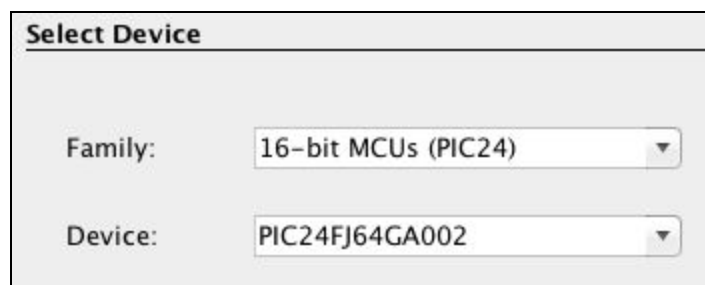 Select Device
Family: 16-bit MCUs (PIC24)
Device: PIC24FJ64GA002